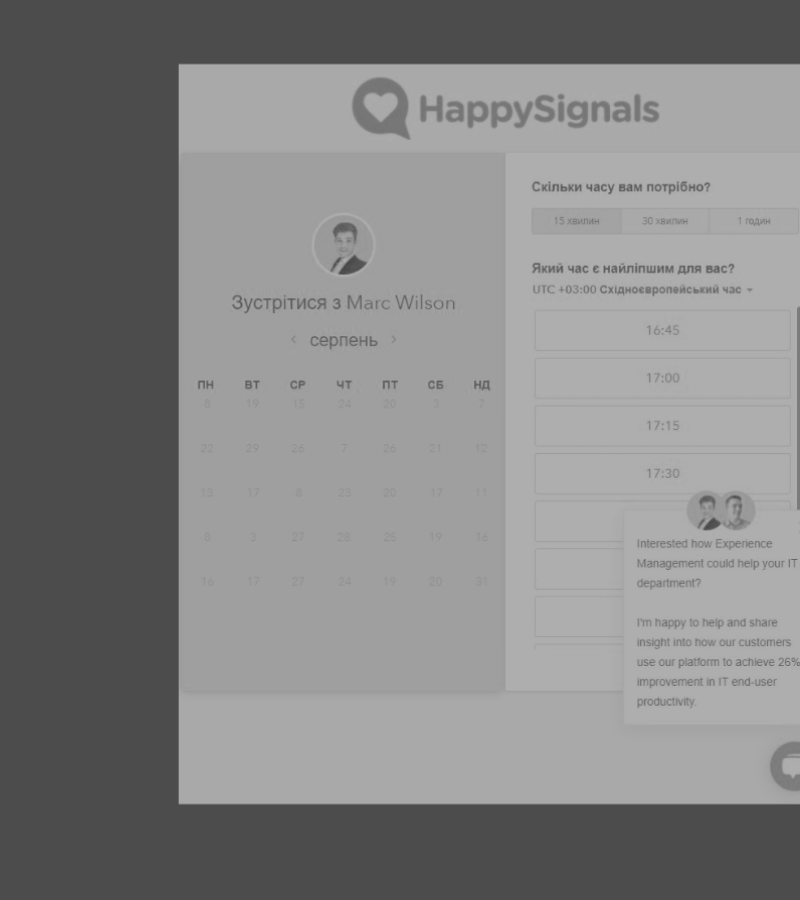 HappySignals
Зустрітися з Marc Wilson
серпень
ПН ВТ СР ЧТ ПТ СБ НД
8 19 15 24 20 3 7
22 29 26 7 26 21 12
13 17 8 23 20 17 11
8 3 27 28 25 19 16
16 17 27 24 19 20 31
Скільки часу вам потрібно?
15 хвилин 30 хвилин 1 годин
Який час є найліпшим для вас?
UTC +03:00 Східноєвропейський час
16:45
17:00
17:15
17:30
Interested how Experience
Management could help your IT
department?
I'm happy to help and share
insight into how our customers
use our platform to achieve 26%
improvement in IT end-user
productivity.